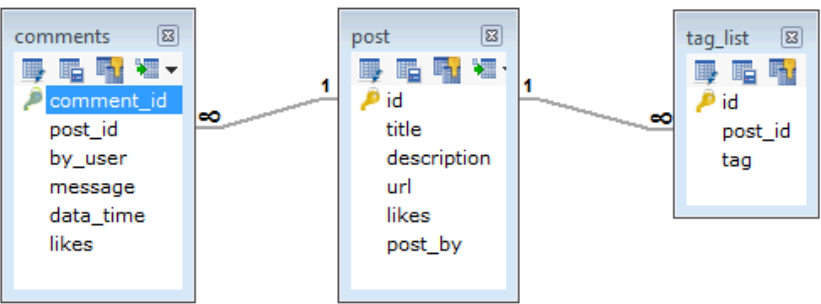 comments
comment_id
post_id
by_user
message
data_time
likes
∞
1
post
id
title
description
url
likes
post_by
1
∞
tag_list
id
post_id
tag